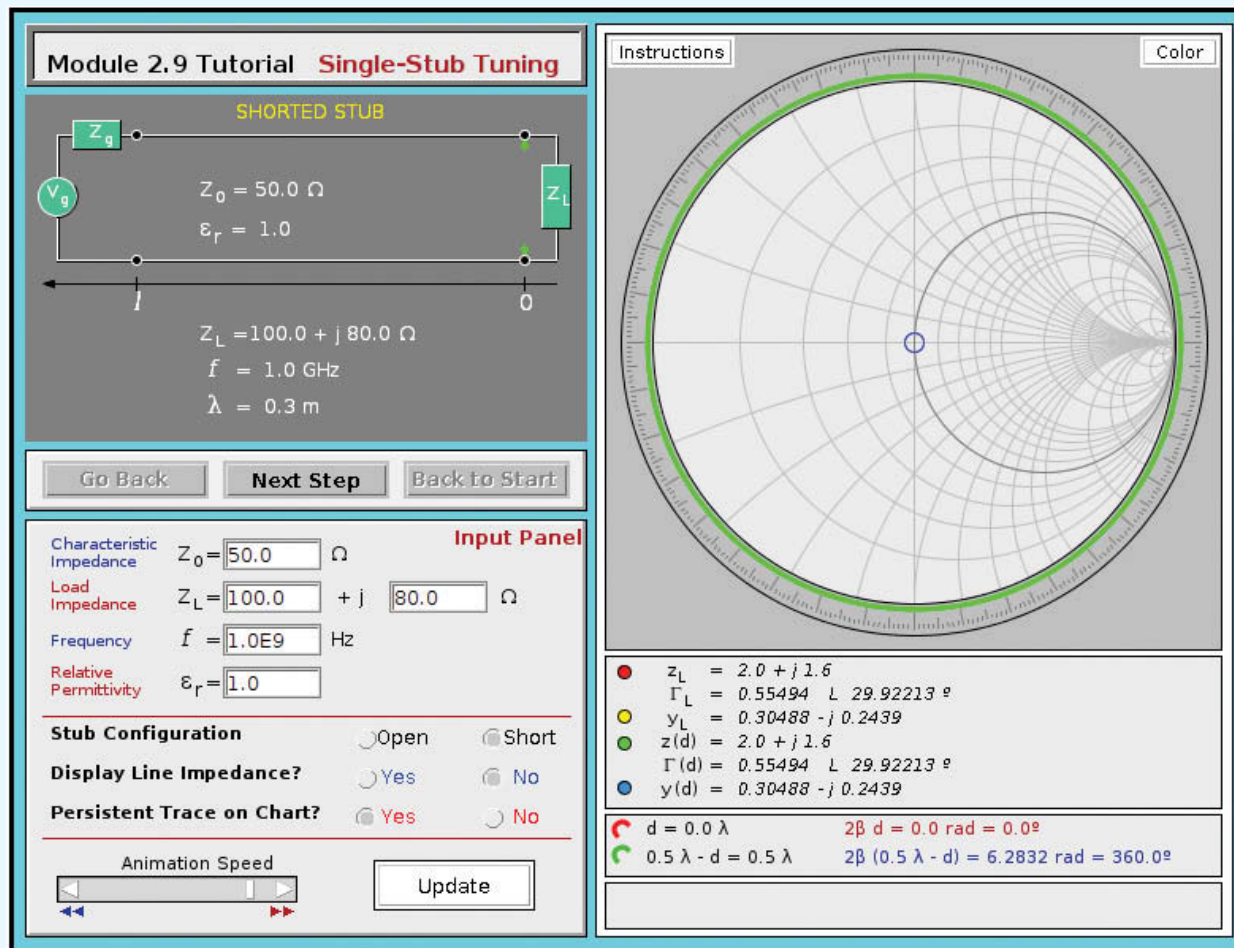 Module 2.9 Tutorial Single-Stub Tuning
SHORTED STUB
Zg
Vg
ZL
Z0 = 50.0 Ω
εr = 1.0
l
0
ZL =100.0 + j 80.0 Ω
f = 1.0 GHz
λ = 0.3 m
Go Back
Next Step
Back to Start
Input Panel
Characteristic Impedance Z0= 50.0 Ω
Load Impedance ZL= 100.0 + j 80.0 Ω
Frequency f = 1.0E9 Hz
Relative Permittivity εr= 1.0
Stub Configuration Open Short
Display Line Impedance? Yes No
Persistent Trace on Chart? Yes No
Animation Speed
Update
Instructions
Color
zL = 2.0 + j 1.6
ΓL = 0.55494 L 29.92213 º
yL = 0.30488 - j 0.2439
z(d) = 2.0 + j 1.6
Γ(d) = 0.55494 L 29.92213 º
y(d) = 0.30488 - j 0.2439
d = 0.0 λ 2β d = 0.0 rad = 0.0º
0.5 λ - d = 0.5 λ 2β (0.5 λ - d) = 6.2832 rad = 360.0º